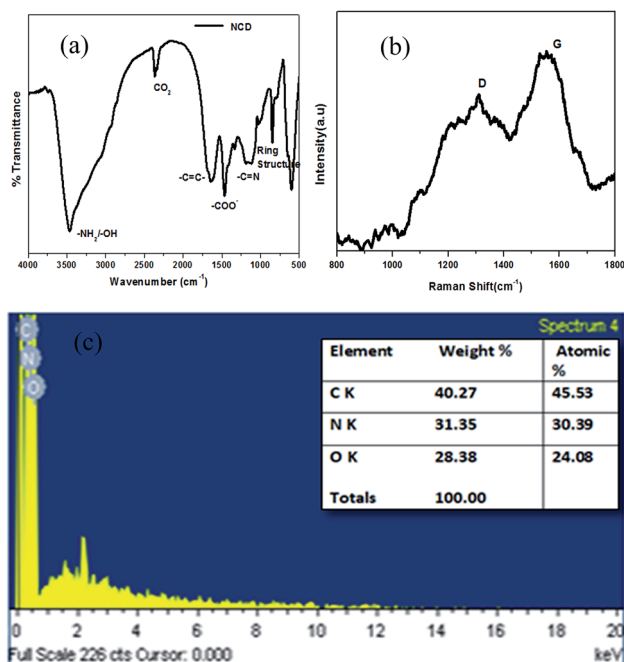 (a)
NCD
% Transmittance
CO2
-C=C-
-COO-
-C=N
Ring
Structure
-NH2/-OH
4000 3500 3000 2500 2000 1500 1000 500
Wavenumber (cm-1)
(b)
D
G
Intensity(a.u)
800 1000 1200 1400 1600 1800
Raman Shift(cm-1)
(c)
Spectrum 4
C
N
O
Element Weight % Atomic
%
C K 40.27 45.53
N K 31.35 30.39
O K 28.38 24.08
Totals 100.00
0 2 4 6 8 10 12 14 16 18 20
Full Scale 226 cts Cursor: 0.000 keV